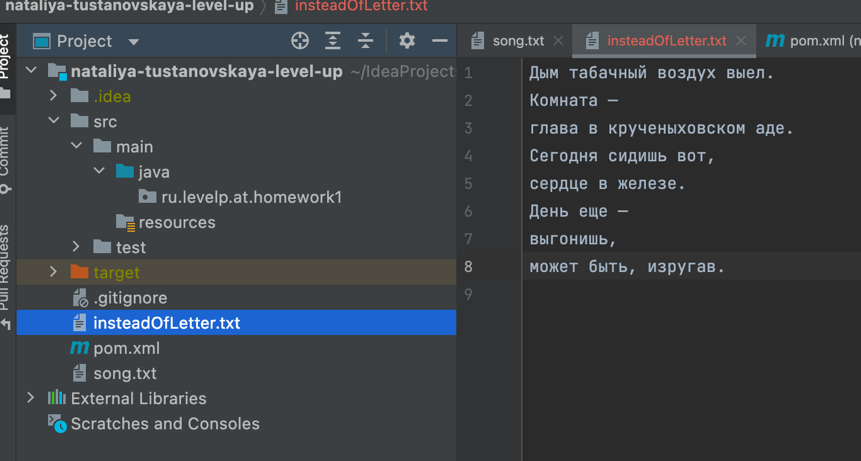 nataliya-tustanovskaya-level-up
insteadOfLetter.txt
Project
Commit
Pull Requests
Project
nataliya-tustanovskaya-level-up ~/IdeaProject
.idea
src
main
java
ru.levelp.at.homework1
resources
test
target
.gitignore
insteadOfLetter.txt
pom.xml
song.txt
External Libraries
Scratches and Consoles
song.txt
insteadOfLetter.txt
pom.xml (n
1 Дым табачный воздух выел.
2 Комната —
3 глава в крученыховском аде.
4 Сегодня сидишь вот,
5 сердце в железе.
6 День еще —
7 выгонишь,
8 может быть, изругав.
9